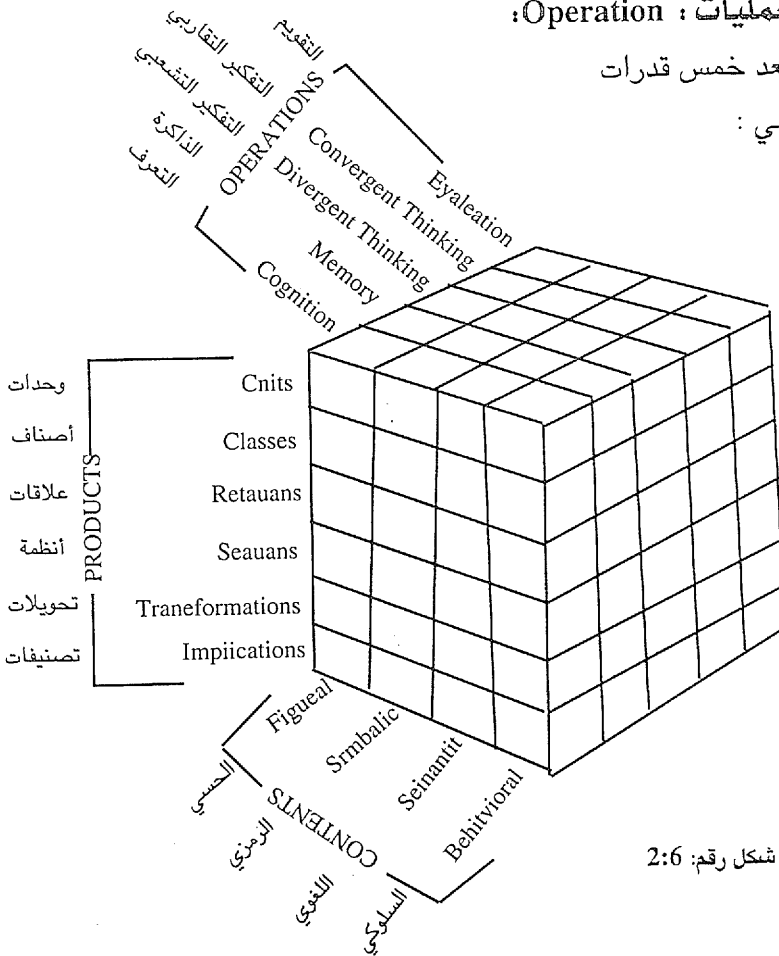 مليات : Operation:
عد خمس قدرات
ي :
التقويم
التفكير التقاربي
التفكير التشعبي
الذاكرة
التعرف
OPERATIONS
Eyaleation
Convergent Thinking
Divergent Thinking
Memory
Cognition
وحدات
أصناف
علاقات
أنظمة
تحويلات
تصنيفات
PRODUCTS
Cnits
Classes
Retauans
Seauans
Traneformations
Impiications
Figueal
Srmbalic
Seinantit
Behitvioral
CONTENTS
الحسي
الرمزي
اللغوي
السلوكي
شكل رقم: 2:6